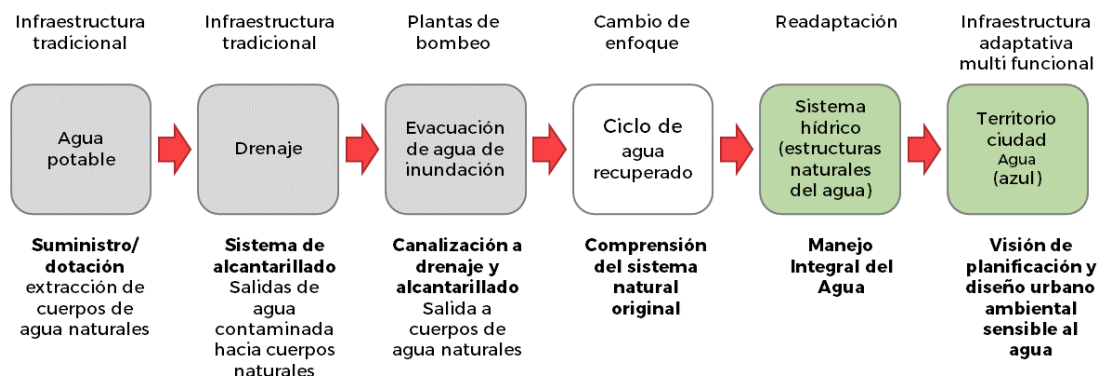 Infraestructura
tradicional
Infraestructura
tradicional
Plantas de
bombeo
Cambio de
enfoque
Readaptación
Infraestructura
adaptativa
multi funcional
Agua
potable
Drenaje
Evacuación
de agua de
inundación
Ciclo de
agua
recuperado
Sistema
hídrico
(estructuras
naturales
del agua)
Territorio
ciudad
Agua
(azul)
Suministro/
dotación
extracción de
cuerpos de
agua naturales
Sistema de
alcantarillado
Salidas de
agua
contaminada
hacia cuerpos
naturales
Canalización a
drenaje y
alcantarillado
Salida a
cuerpos de
agua naturales
Comprensión
del sistema
natural
original
Manejo
Integral del
Agua
Visión de
planificación y
diseño urbano
ambiental
sensible al
agua